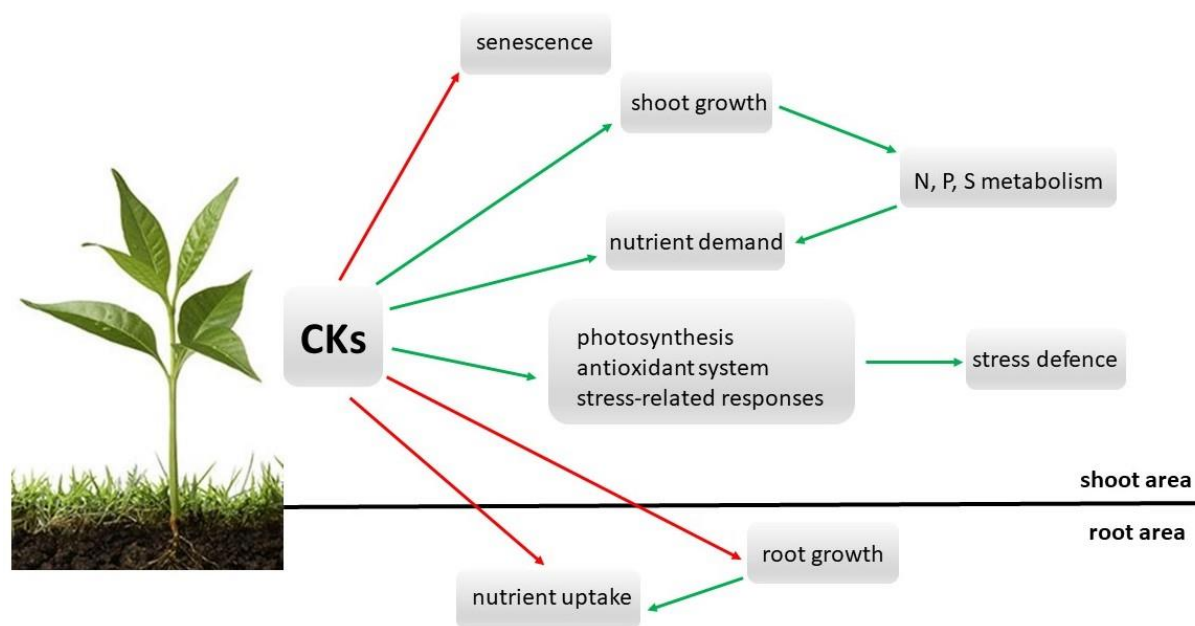 senescence
shoot growth
N, P, S metabolism
nutrient demand
CKs
photosynthesis
antioxidant system
stress-related responses
stress defence
shoot area
root area
root growth
nutrient uptake